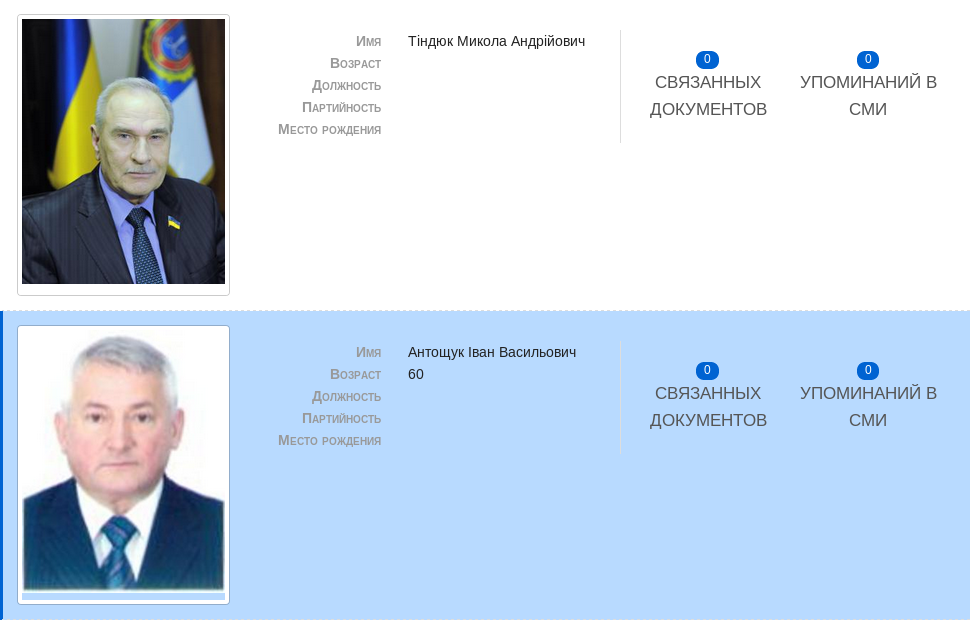 Имя Тіндюк Микола Андрійович
Возраст
Должность
Партийность
Место рождения
0
СВЯЗАННЫХ
ДОКУМЕНТОВ
0
УПОМИНАНИЙ В
СМИ
Имя Антощук Іван Васильович
Возраст 60
Должность
Партийность
Место рождения
0
СВЯЗАННЫХ
ДОКУМЕНТОВ
0
УПОМИНАНИЙ В
СМИ